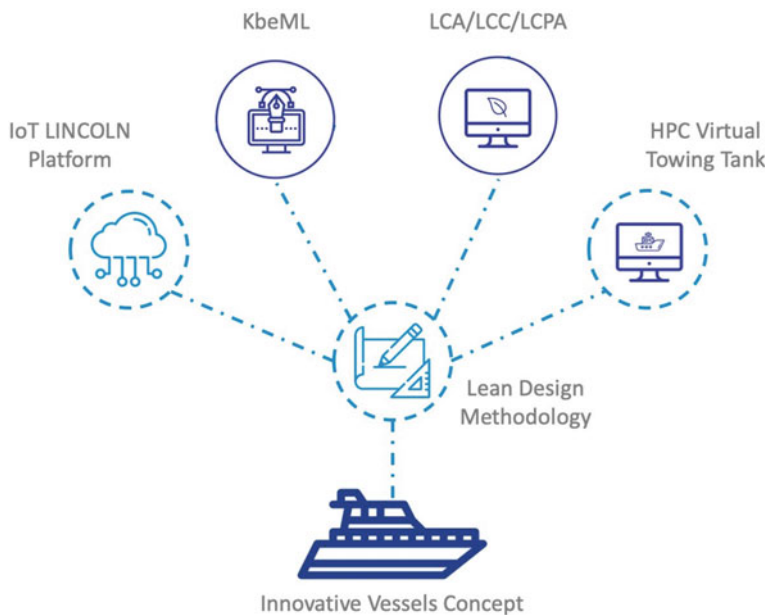 KbeML
LCA/LCC/LCPA
IoT LINCOLN
Platform
HPC Virtual
Towing Tank
Lean Design
Methodology
Innovative Vessels Concept